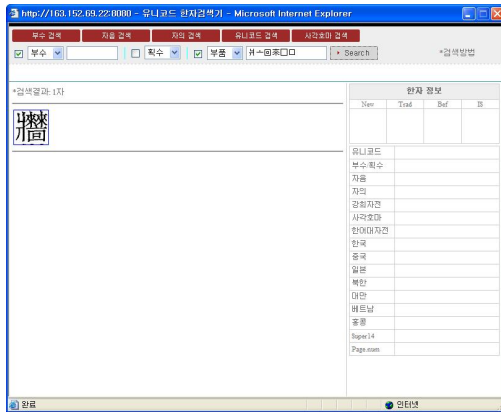 http://163.152.69.22:8080 - 유니코드 한자검색기 - Microsoft Internet Explorer
부수 검색 자음 검색 자의 검색 유니코드 검색 사각호마 검색
부수 획수 부품 Search *검색방법
*검색결과: 1자
한자 정보
New Trad Ref IS
유니코드
부수/획수
자음
자의
강희자전
사각호마
한어대자전
한국
중국
일본
북한
대만
베트남
홍콩
Super14
Page.num
완료 인터넷